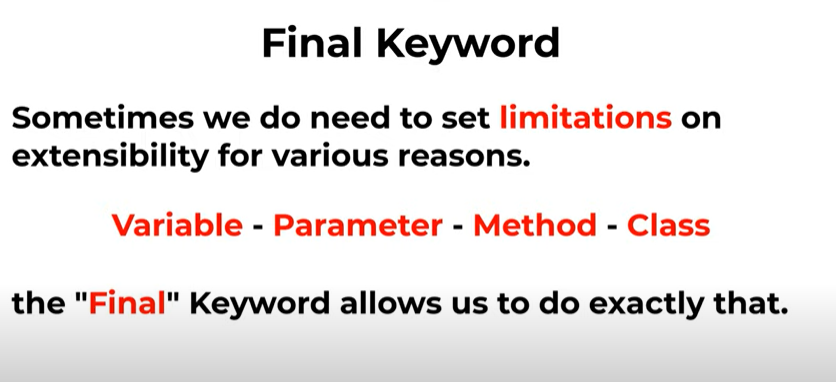 Final Keyword
Sometimes we do need to set limitations on
extensibility for various reasons.
Variable - Parameter - Method - Class
the "Final" Keyword allows us to do exactly that.